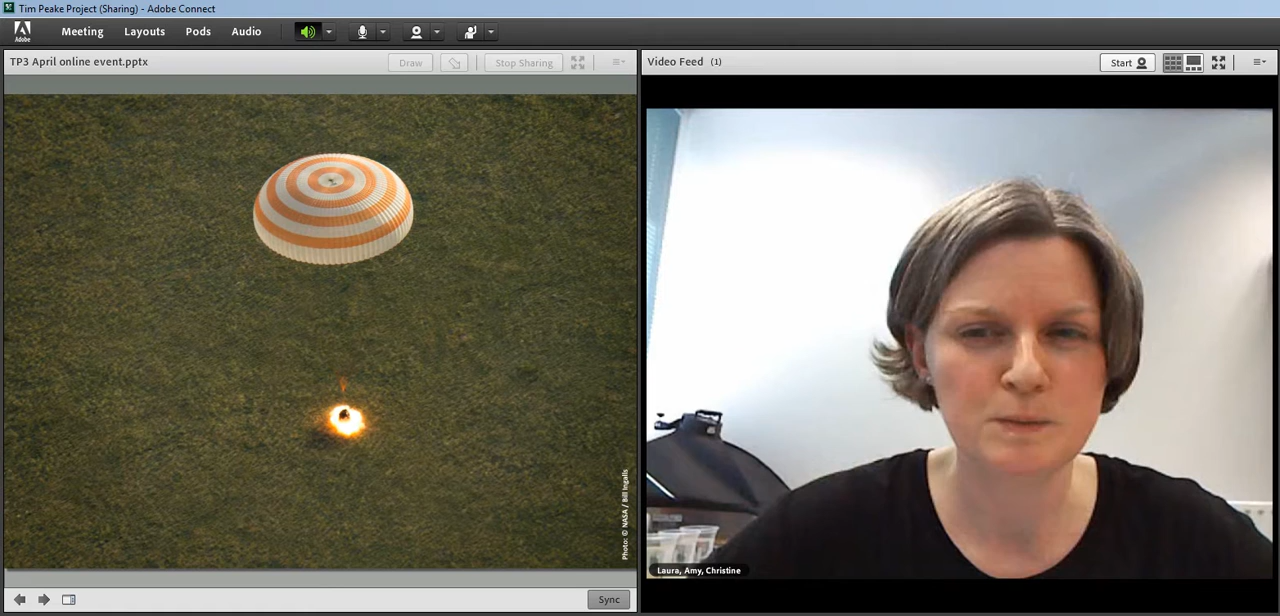 Tim Peake Project (Sharing) - Adobe Connect
Adobe
Meeting
Layouts
Pods
Audio
TP3 April online event.pptx
Draw
Stop Sharing
Video Feed (1)
Start
Photo: © NASA / Bill Ingalls
Laura, Amy, Christine
Sync